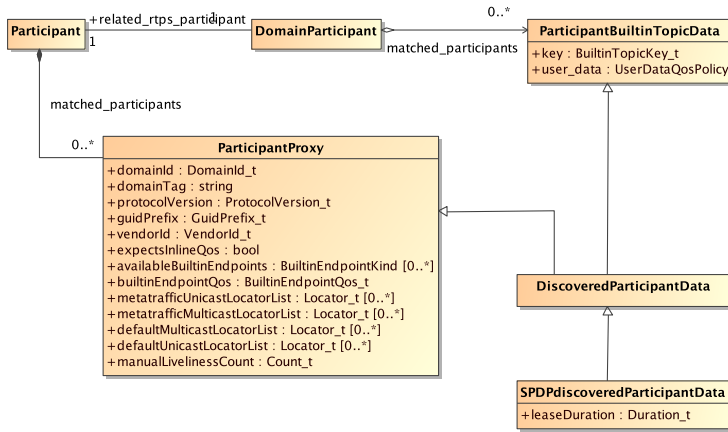 Participant
+related_rtps_participant
1
1
DomainParticipant
0..*
matched_participants
ParticipantBuiltinTopicData
+key : BuiltinTopicKey_t
+user_data : UserDataQosPolicy
matched_participants
0..*
ParticipantProxy
+domainId : DomainId_t
+domainTag : string
+protocolVersion : ProtocolVersion_t
+guidPrefix : GuidPrefix_t
+vendorId : VendorId_t
+expectsInlineQos : bool
+availableBuiltinEndpoints : BuiltinEndpointKind [0..*]
+builtinEndpointQos : BuiltinEndpointQos_t
+metatrafficUnicastLocatorList : Locator_t [0..*]
+metatrafficMulticastLocatorList : Locator_t [0..*]
+defaultMulticastLocatorList : Locator_t [0..*]
+defaultUnicastLocatorList : Locator_t [0..*]
+manualLivelinessCount : Count_t
DiscoveredParticipantData
SPDPdiscoveredParticipantData
+leaseDuration : Duration_t